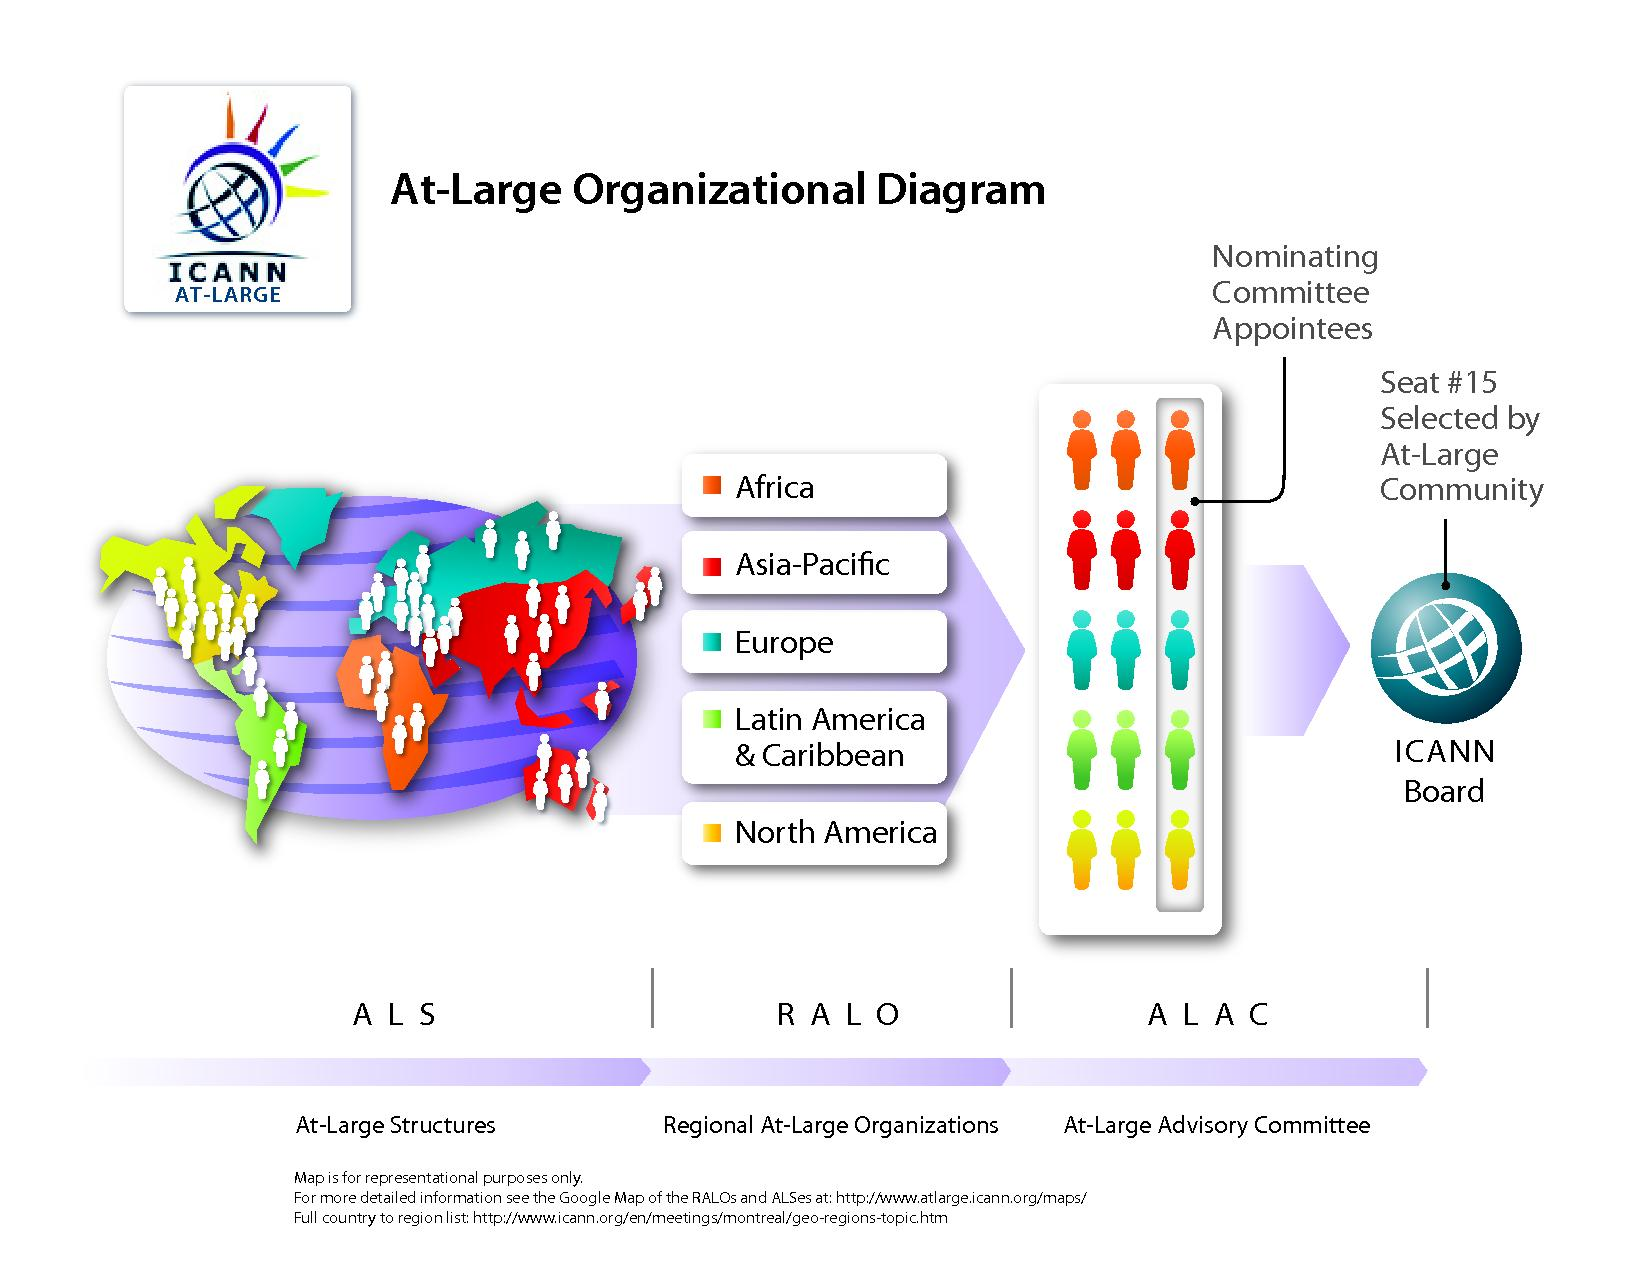 ICANN
AT-LARGE
At-Large Organizational Diagram
Nominating
Committee
Appointees
Seat #15
Selected by
At-Large
Community
Africa
Asia-Pacific
Europe
Latin America
& Caribbean
North America
ICANN
Board
ALS
RALO
ALAC
At-Large Structures
Regional At-Large Organizations
At-Large Advisory Committee
Map is for representational purposes only.
For more detailed information see the Google Map of the RALOs and ALSes at: http://www.atlarge.icann.org/maps/
Full country to region list: http://www.icann.org/en/meetings/montreal/geo-regions-topic.htm